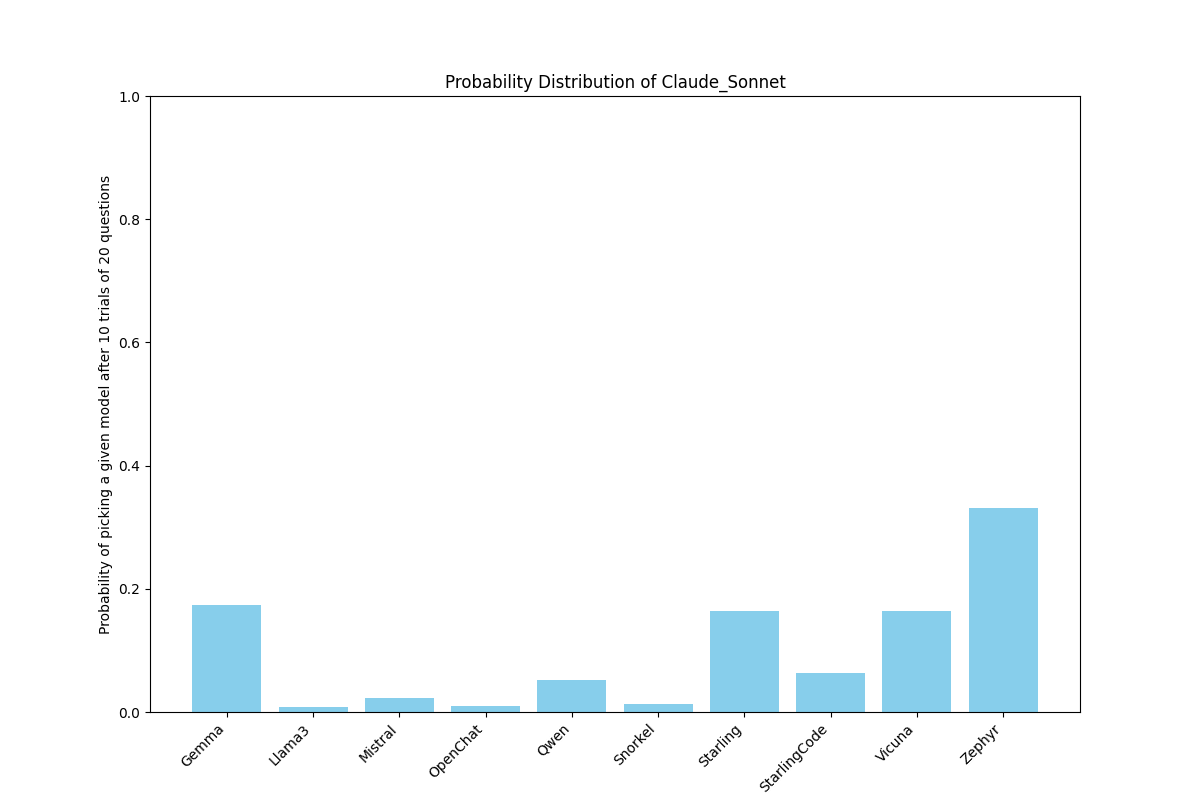 Probability Distribution of Claude_Sonnet
Probability of picking a given model after 10 trials of 20 questions
1.0
0.8
0.6
0.4
0.2
0.0
Gemma
Llama3
Mistral
OpenChat
Qwen
Snorkel
Starling
StarlingCode
Vicuna
Zephyr